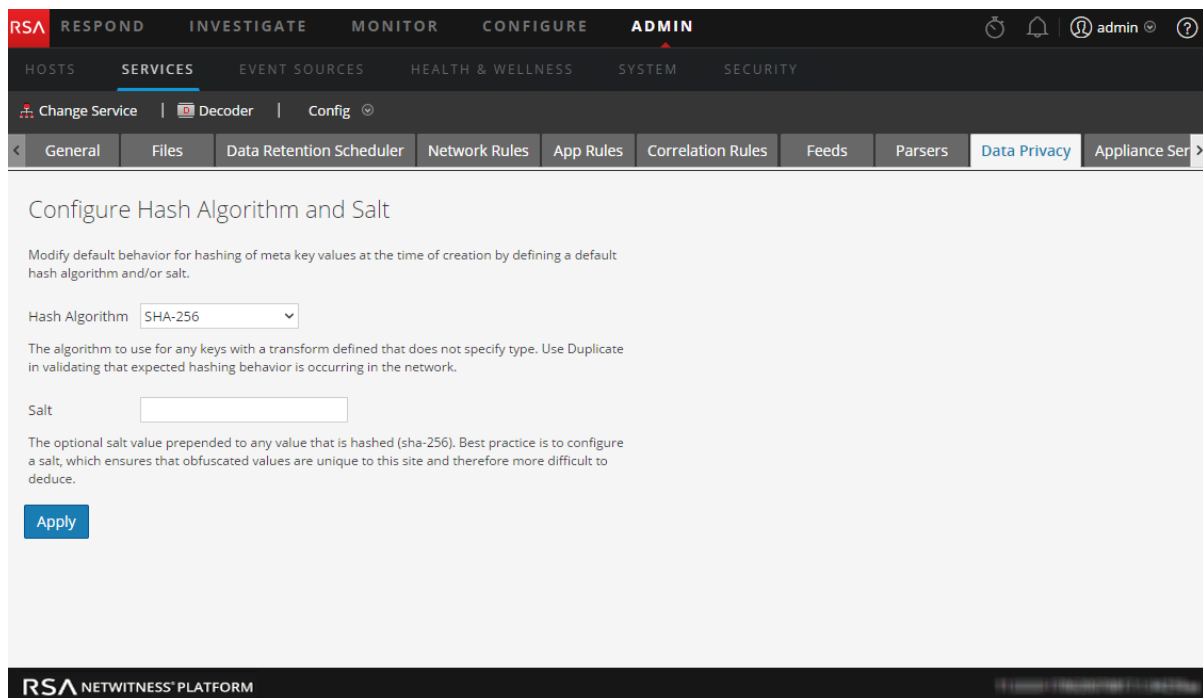 RSA RESPOND INVESTIGATE MONITOR CONFIGURE ADMIN admin ?
HOSTS SERVICES EVENT SOURCES HEALTH & WELLNESS SYSTEM SECURITY
Change Service | D Decoder | Config
< General Files Data Retention Scheduler Network Rules App Rules Correlation Rules Feeds Parsers Data Privacy Appliance Ser >
Configure Hash Algorithm and Salt
Modify default behavior for hashing of meta key values at the time of creation by defining a default
hash algorithm and/or salt.
Hash Algorithm SHA-256
The algorithm to use for any keys with a transform defined that does not specify type. Use Duplicate
in validating that expected hashing behavior is occurring in the network.
Salt
The optional salt value prepended to any value that is hashed (sha-256). Best practice is to configure
a salt, which ensures that obfuscated values are unique to this site and therefore more difficult to
deduce.
Apply
RSA NETWITNESS® PLATFORM